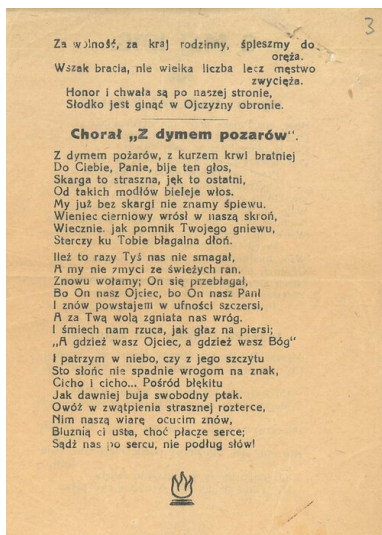 3
Za wolność, za kraj rodzinny, śpieszmy do
oręża.
Wszak bracia, nie wielka liczba lecz męstwo
zwycięża.
Honor i chwała są po naszej stronie,
Słodko jest ginąć w Ojczyzny obronie.
Chorał „Z dymem pozarów".
Z dymem pożarów, z kurzem krwi bratniej
Do Ciebie, Panie, bije ten głos,
Skarga to straszna, jęk to ostatni,
Od takich modłów bieleje włos.
My już bez skargi nie znamy śpiewu.
Wieniec cierniowy wrósł w naszą skroń,
Wiecznie, jak pomnik Twojego gniewu,
Sterczy ku Tobie błagalna dłoń.
Ileż to razy Tyś nas nie smagał,
A my nie zmyci ze świeżych ran.
Znowu wołamy; On się przebłagał,
Bo On nasz Ojciec, bo On nasz Pan!
I znów powstajem w ufności szczersi,
A za Twą wolą zgniata nas wróg.
I śmiech nam rzuca, jak głaz na piersi;
„A gdzież wasz Ojciec, a gdzież wasz Bóg"
I patrzym w niebo, czy z jego szczytu
Sto słońc nie spadnie wrogom na znak,
Cicho i cicho... Pośród błękitu
Jak dawniej buja swobodny ptak.
Owóż w zwątpienia strasznej rozterce,
Nim naszą wiarę ocucim znów,
Bluznią ci usta, choć płacze serce;
Sądź nas po sercu, nie podług słów!